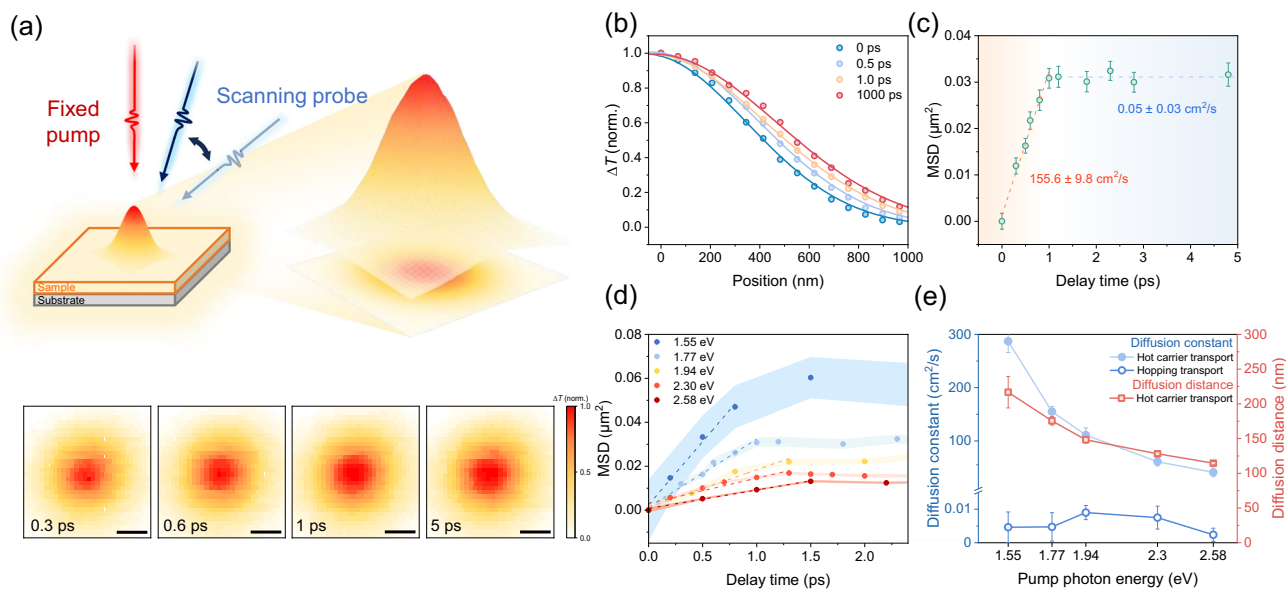 (a)
Fixed
pump
Scanning probe
Sample
Substrate
ΔT (norm.)
1.0
0.5
0.0
0.3 ps
0.6 ps
1 ps
5 ps
(b)
ΔT (norm.)
1.0
0.8
0.6
0.4
0.2
0.0
0 ps
0.5 ps
1.0 ps
1000 ps
0 200 400 600 800 1000
Position (nm)
(c)
MSD (μm²)
0.04
0.03
0.02
0.01
0.00
0.05 ± 0.03 cm²/s
155.6 ± 9.8 cm²/s
0 1 2 3 4 5
Delay time (ps)
(d)
MSD (μm²)
0.08
0.06
0.04
0.02
0.00
1.55 eV
1.77 eV
1.94 eV
2.30 eV
2.58 eV
0.0 0.5 1.0 1.5 2.0
Delay time (ps)
(e)
Diffusion constant (cm²/s)
300
200
100
0.01
0
Diffusion constant
Hot carrier transport
Hopping transport
Diffusion distance
Hot carrier transport
300
250
200
150
100
50
0
Diffusion distance (nm)
1.55 1.77 1.94 2.3 2.58
Pump photon energy (eV)